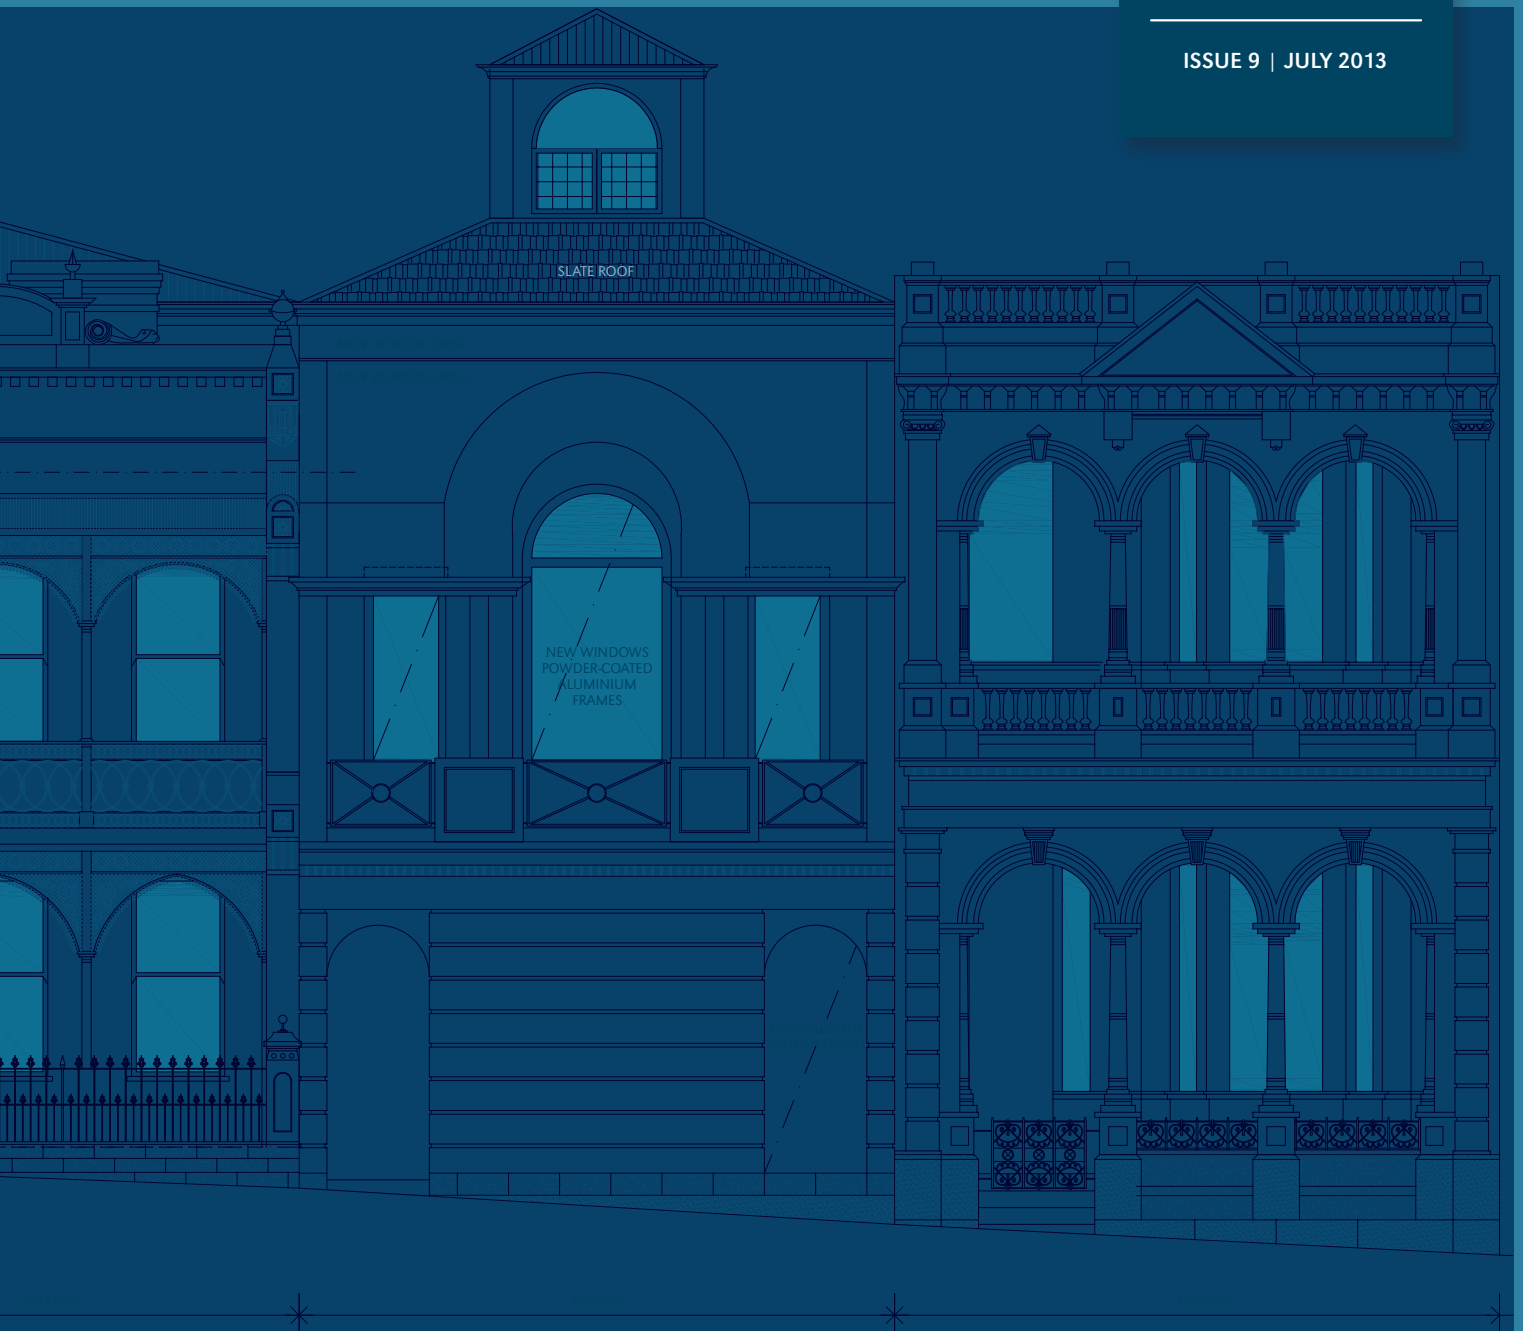 ISSUE 9 | JULY 2013
SLATE ROOF
NEW WINDOWS
POWDER-COATED
ALUMINIUM
FRAMES